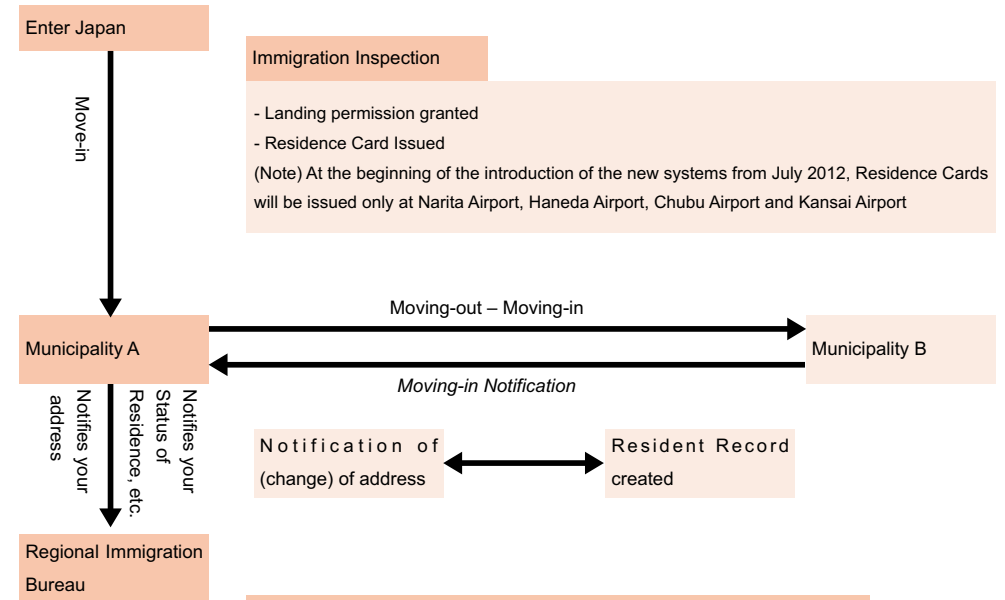 Enter Japan
Immigration Inspection
Move-in
- Landing permission granted
- Residence Card Issued
(Note) At the beginning of the introduction of the new systems from July 2012, Residence Cards
will be issued only at Narita Airport, Haneda Airport, Chubu Airport and Kansai Airport
Moving-out – Moving-in
Municipality A
Municipality B
Moving-in Notification
Notifies your
address
Notifies your
Status of
Residence, etc.
Notification of
(change) of address
Resident Record
created
Regional Immigration
Bureau